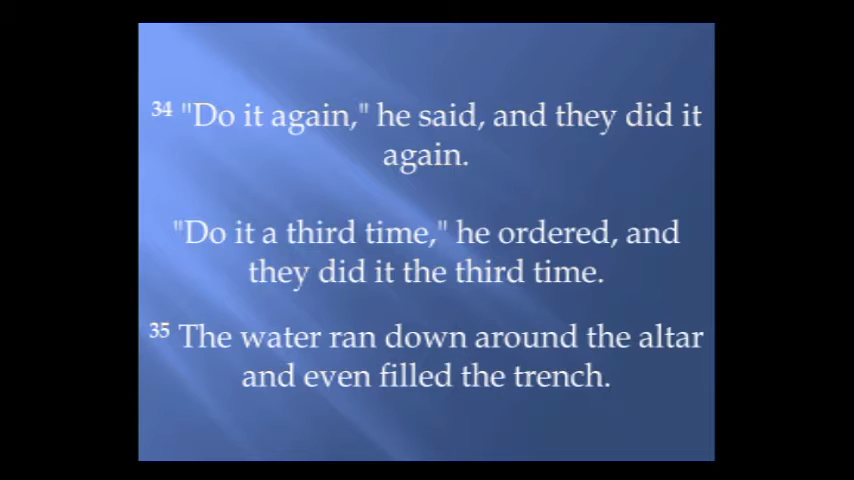 34 "Do it again," he said, and they did it
again.
"Do it a third time," he ordered, and
they did it the third time.
35 The water ran down around the altar
and even filled the trench.